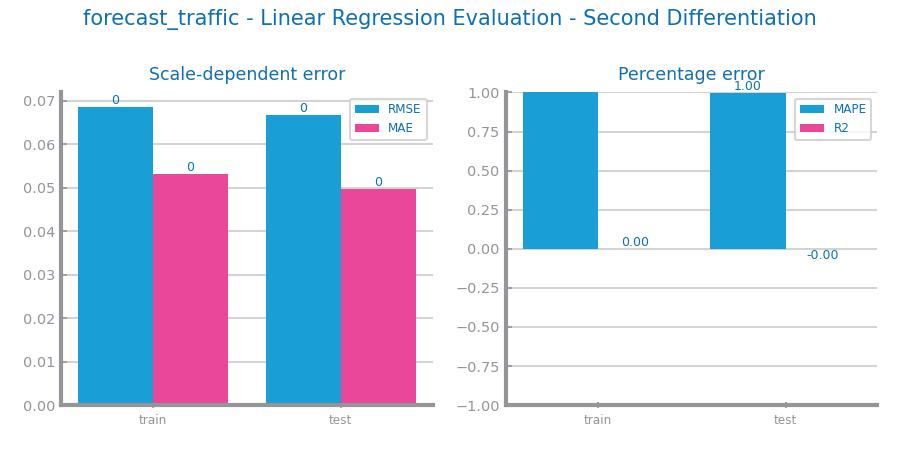 forecast_traffic - Linear Regression Evaluation - Second Differentiation
Scale-dependent error
0.07
0.06
0.05
0.04
0.03
0.02
0.01
0.00
0
0
0
0
RMSE
MAE
train
test
Percentage error
1.00
0.75
0.50
0.25
0.00
−0.25
−0.50
−0.75
−1.00
1.00
0.00
-0.00
MAPE
R2
train
test